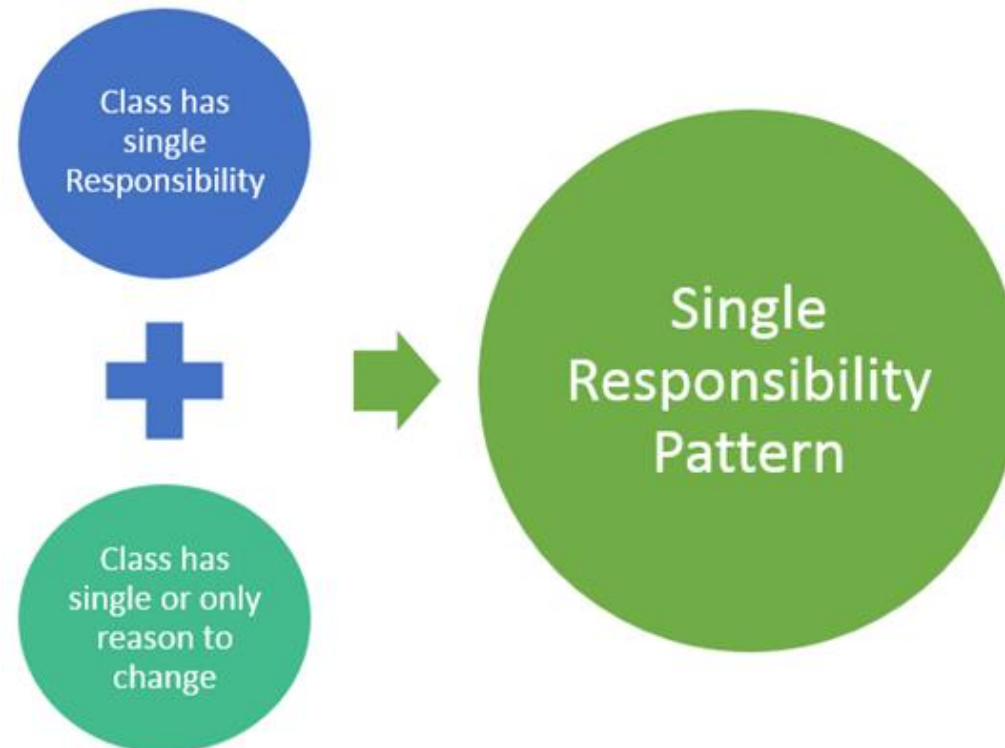 Class has
single
Responsibility
Class has
single or only
reason to
change
Single
Responsibility
Pattern